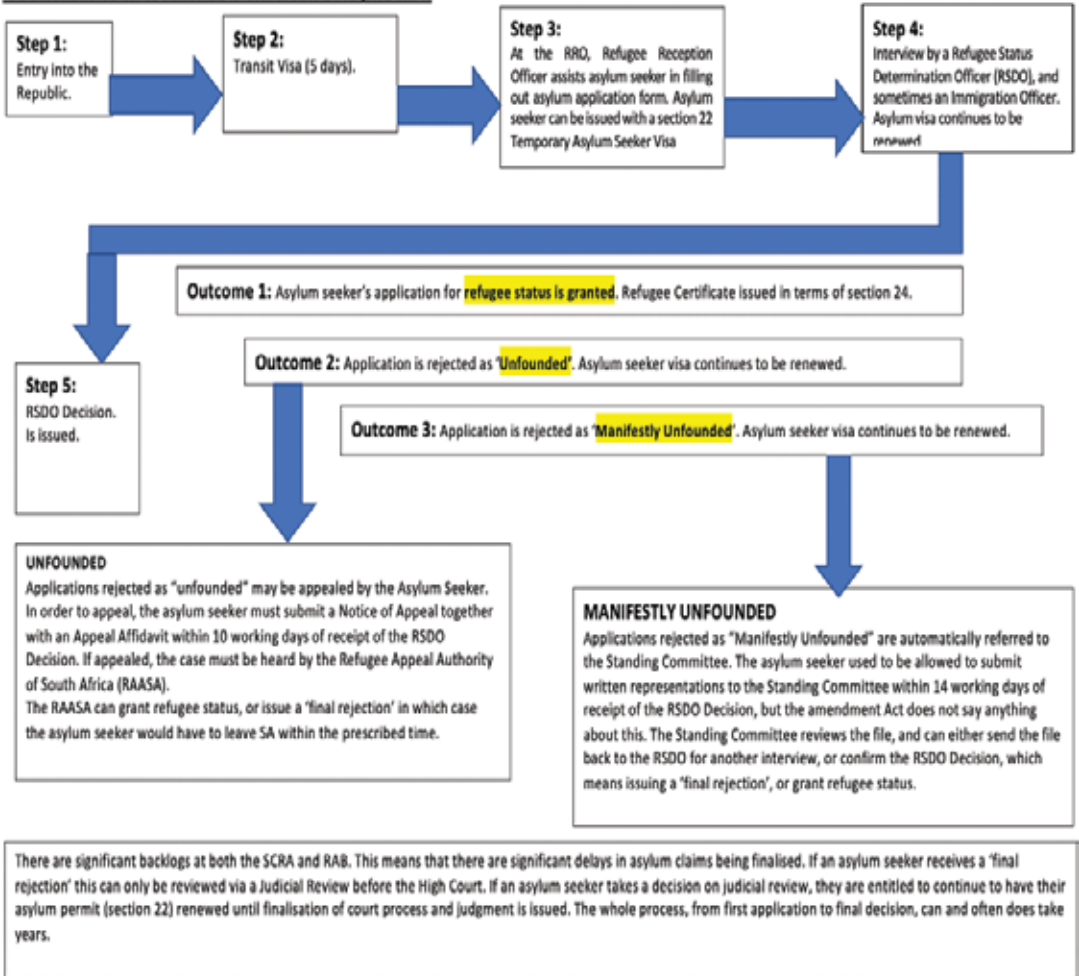 Step 1:
Entry into the
Republic.
Step 2:
Transit Visa (5 days).
Step 3:
At the RRO, Refugee Reception
Officer assists asylum seeker in filling
out asylum application form. Asylum
seeker can be issued with a section 22
Temporary Asylum Seeker Visa
Step 4:
Interview by a Refugee Status
Determination Officer (RSDO), and
sometimes an Immigration Officer.
Asylum visa continues to be
renewed
Outcome 1: Asylum seeker's application for refugee status is granted. Refugee Certificate issued in terms of section 24.
Outcome 2: Application is rejected as 'Unfounded'. Asylum seeker visa continues to be renewed.
Outcome 3: Application is rejected as 'Manifestly Unfounded'. Asylum seeker visa continues to be renewed.
Step 5:
RSDO Decision.
Is issued.
UNFOUNDED
Applications rejected as "unfounded" may be appealed by the Asylum Seeker.
In order to appeal, the asylum seeker must submit a Notice of Appeal together
with an Appeal Affidavit within 10 working days of receipt of the RSDO
Decision. If appealed, the case must be heard by the Refugee Appeal Authority
of South Africa (RAASA).
The RAASA can grant refugee status, or issue a 'final rejection' in which case
the asylum seeker would have to leave SA within the prescribed time.
MANIFESTLY UNFOUNDED
Applications rejected as "Manifestly Unfounded" are automatically referred to
the Standing Committee. The asylum seeker used to be allowed to submit
written representations to the Standing Committee within 14 working days of
receipt of the RSDO Decision, but the amendment Act does not say anything
about this. The Standing Committee reviews the file, and can either send the file
back to the RSDO for another interview, or confirm the RSDO Decision, which
means issuing a 'final rejection', or grant refugee status.
There are significant backlogs at both the SCRA and RAB. This means that there are significant delays in asylum claims being finalised. If an asylum seeker receives a 'final
rejection' this can only be reviewed via a Judicial Review before the High Court. If an asylum seeker takes a decision on judicial review, they are entitled to continue to have their
asylum permit (section 22) renewed until finalisation of court process and judgment is issued. The whole process, from first application to final decision, can and often does take
years.